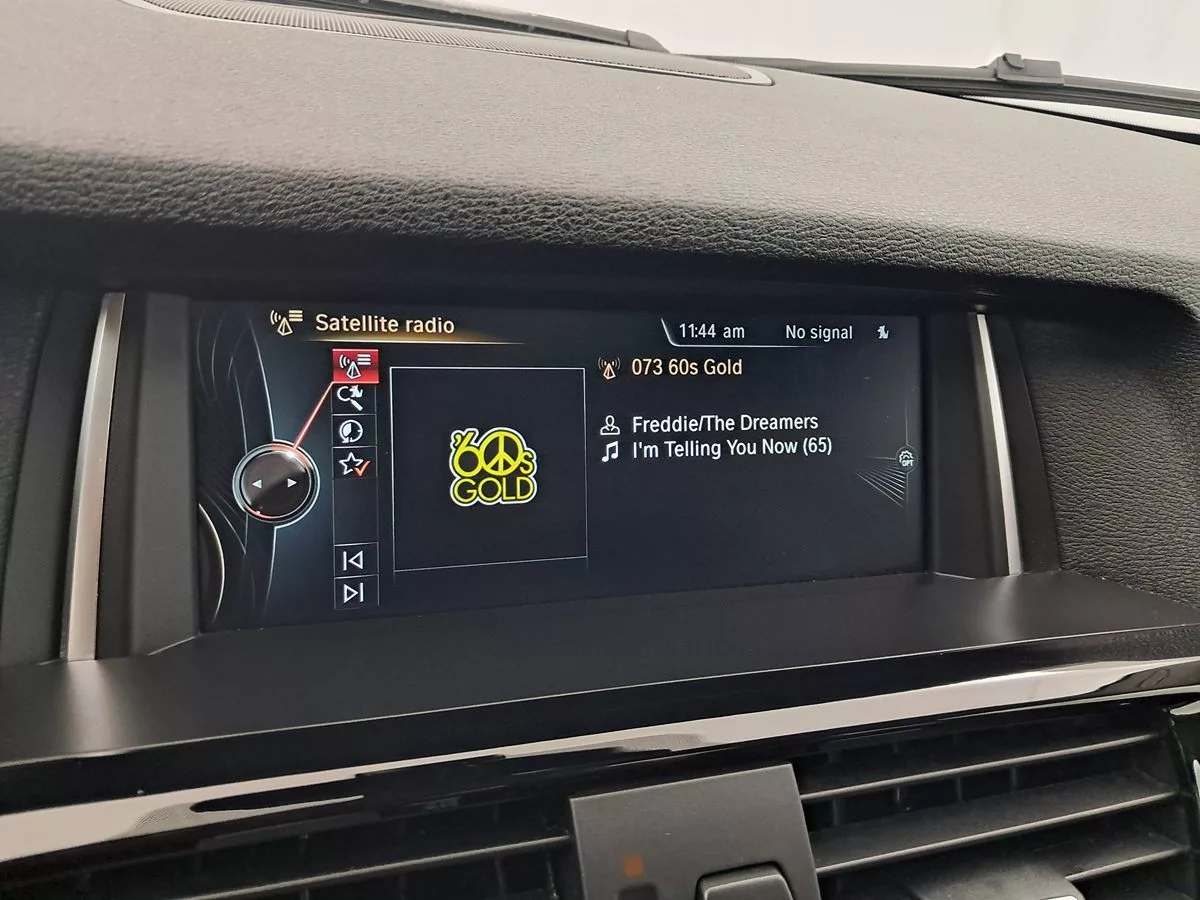 Satellite radio
11:44 am
No signal
073 60s Gold
'60s
GOLD
Freddie/The Dreamers
I'm Telling You Now (65)
OPT